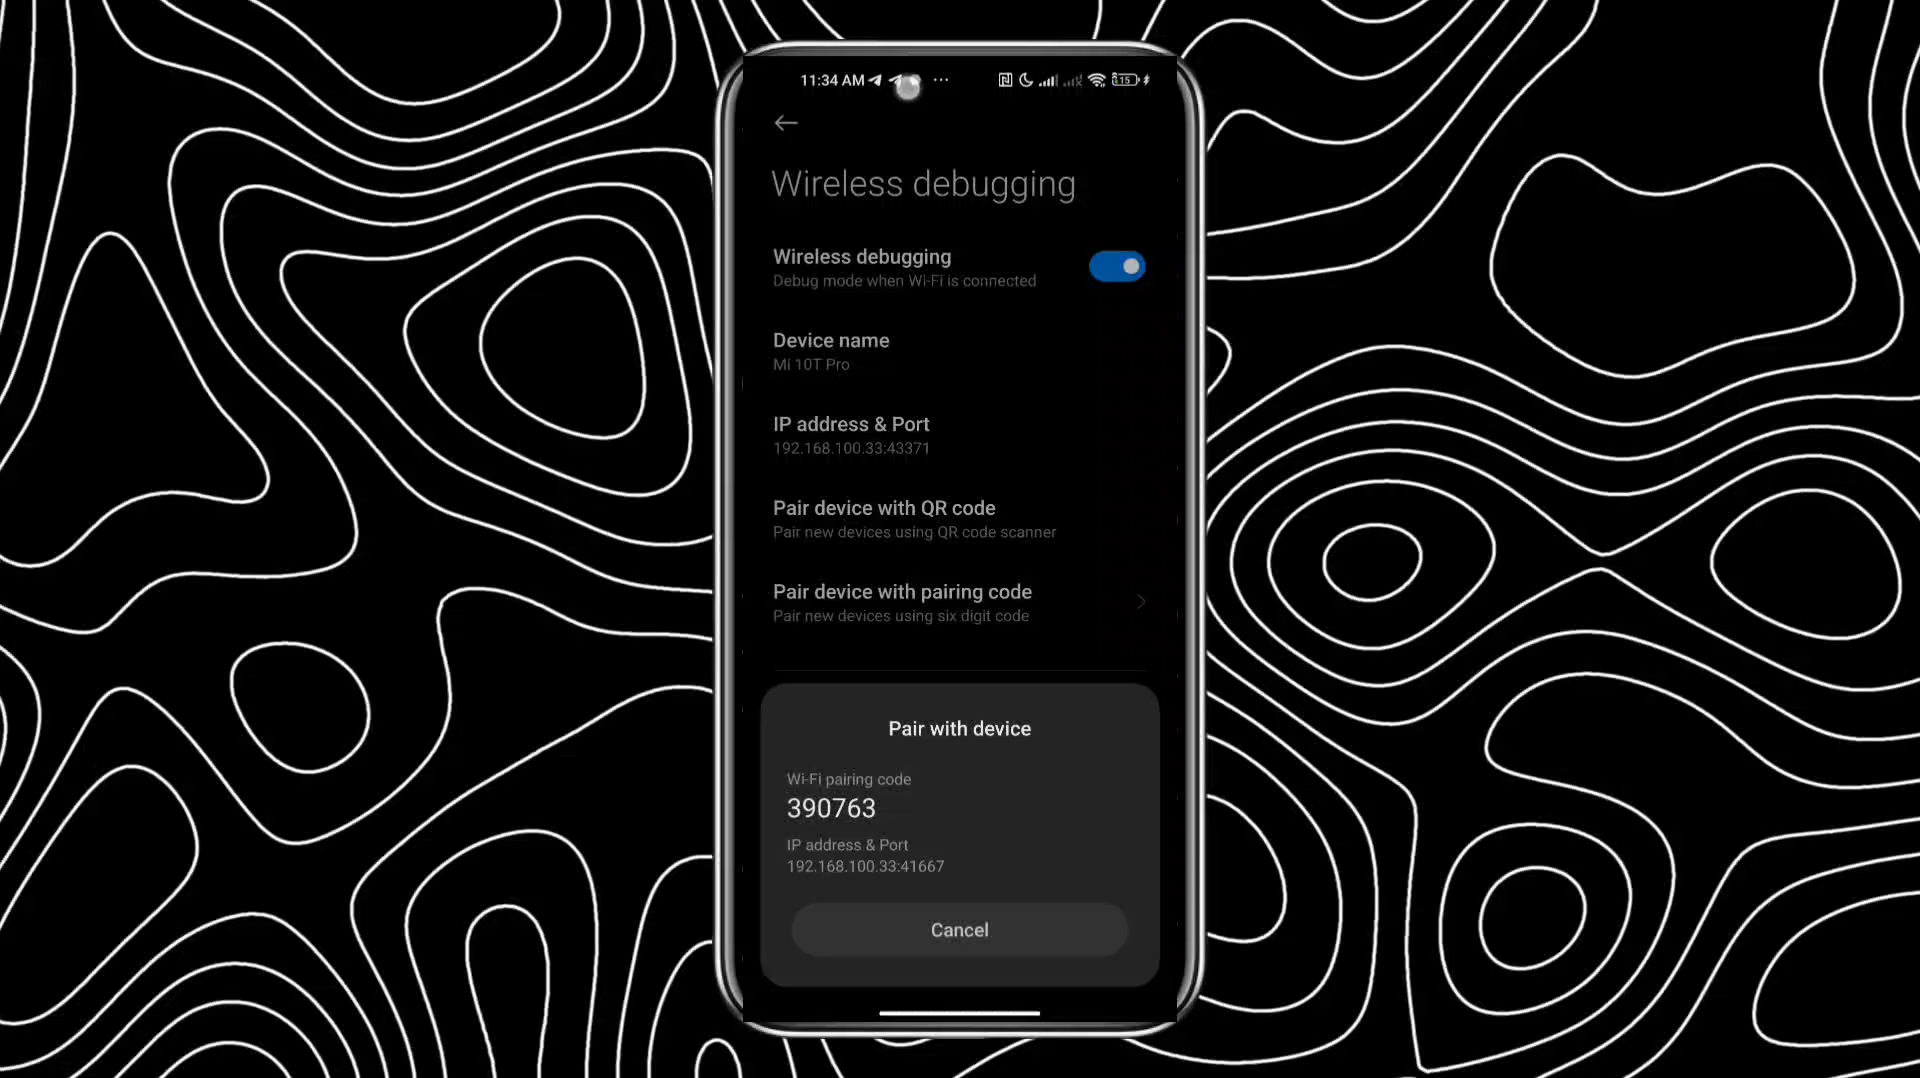 11:34 AM
15
Wireless debugging
Wireless debugging
Debug mode when Wi-Fi is connected
Device name
Mi 10T Pro
IP address & Port
192.168.100.33:43371
Pair device with QR code
Pair new devices using QR code scanner
Pair device with pairing code
Pair new devices using six digit code
Pair with device
Wi-Fi pairing code
390763
IP address & Port
192.168.100.33:41667
Cancel